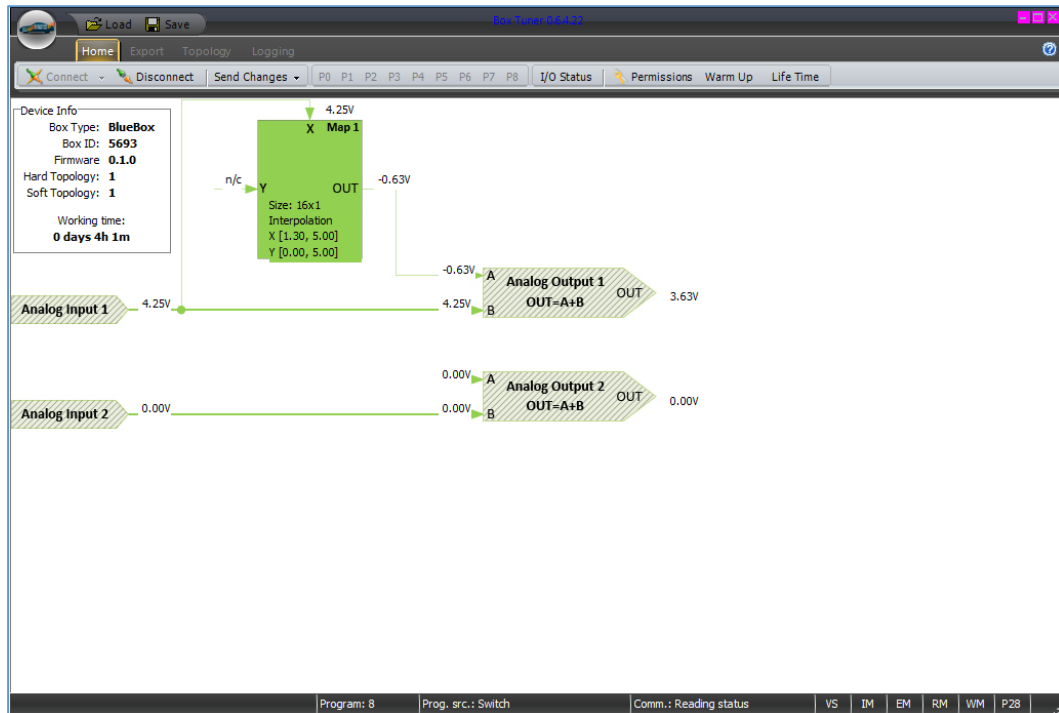 Load Save
Box Tuner 0.6.4.22
Home Export Topology Logging
Connect Disconnect Send Changes P0 P1 P2 P3 P4 P5 P6 P7 P8 I/O Status Permissions Warm Up Life Time
Device Info
Box Type: BlueBox
Box ID: 5693
Firmware 0.1.0
Hard Topology: 1
Soft Topology: 1
Working time:
0 days 4h 1m
4.25V
X Map 1
n/c
Y OUT
-0.63V
Size: 16x1
Interpolation
X [1.30, 5.00]
Y [0.00, 5.00]
Analog Input 1
4.25V
-0.63V
A
4.25V
B
Analog Output 1
OUT=A+B
OUT
3.63V
Analog Input 2
0.00V
0.00V
A
0.00V
B
Analog Output 2
OUT=A+B
OUT
0.00V
Program: 8 Prog. src.: Switch Comm.: Reading status VS IM EM RM WM P28